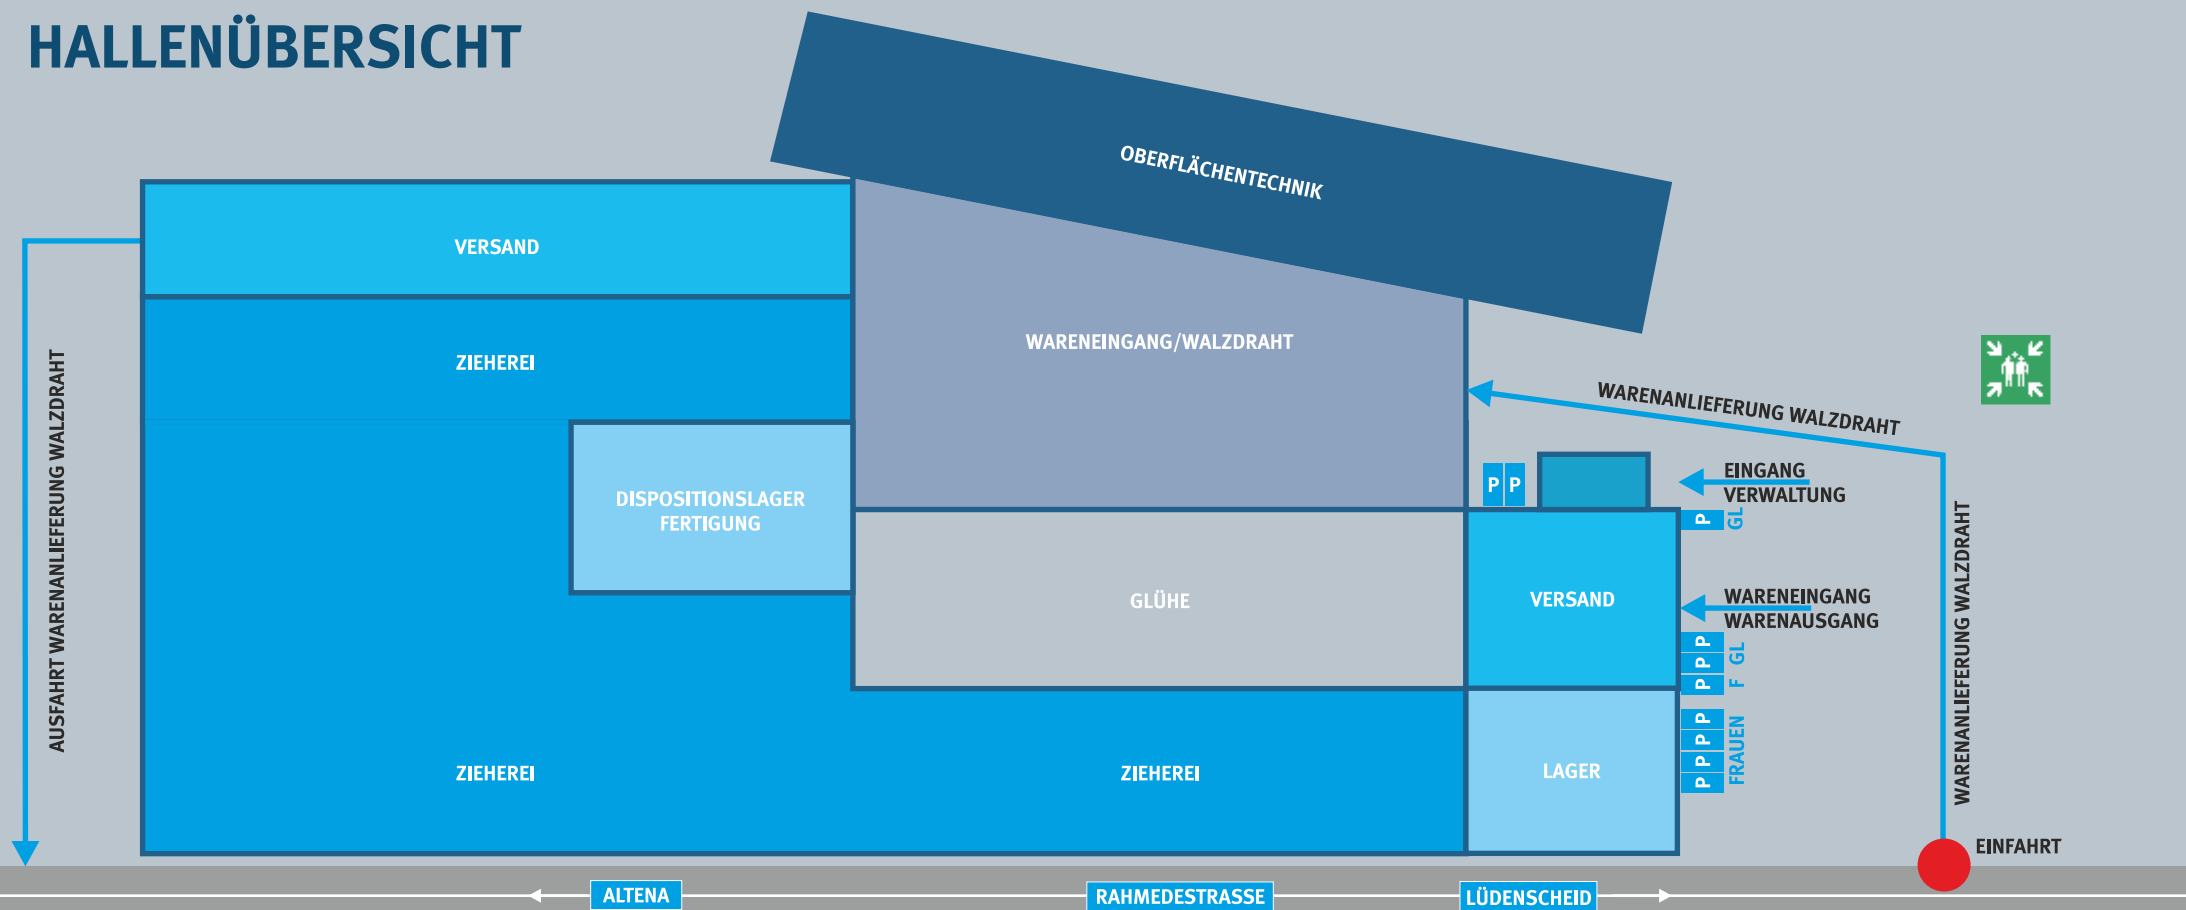 HALLENÜBERSICHT
OBERFLÄCHENTECHNIK
VERSAND
WARENEINGANG/WALZDRAHT
ZIEHEREI
WARENANLIEFERUNG WALZDRAHT
AUSFAHRT WARENANLIEFERUNG WALZDRAHT
DISPOSITIONSLAGER
FERTIGUNG
P P
EINGANG
VERWALTUNG
P GL
GLÜHE
VERSAND
WARENEINGANG
WARENAUSGANG
P
P
GL
P F
WARENANLIEFERUNG WALZDRAHT
P
P
P
P
FRAUEN
ZIEHEREI
ZIEHEREI
LAGER
EINFAHRT
ALTENA
RAHMEDESTRASSE
LÜDENSCHEID